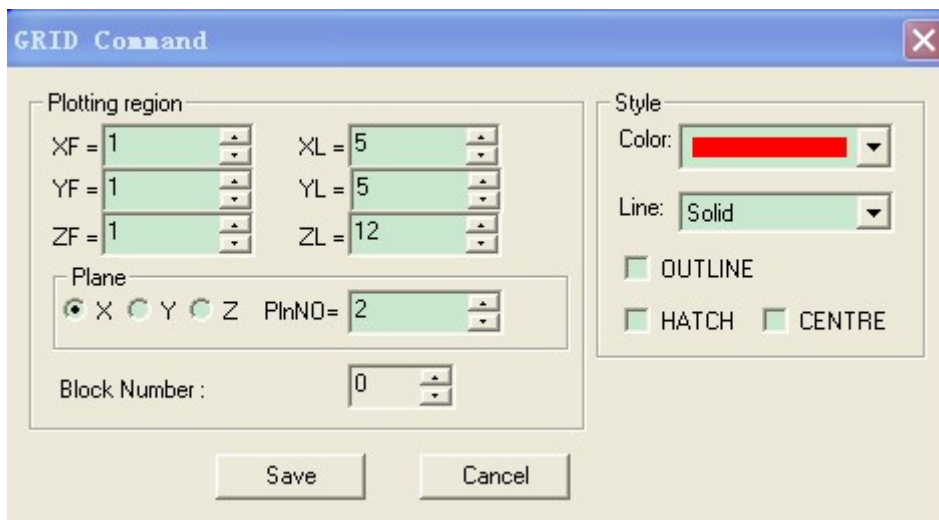 GRID Command
Plotting region
XF = 1 XL = 5
YF = 1 YL = 5
ZF = 1 ZL = 12
Plane
X Y Z PlnNO= 2
Block Number : 0
Style
Color:
Line: Solid
OUTLINE
HATCH CENTRE
Save Cancel